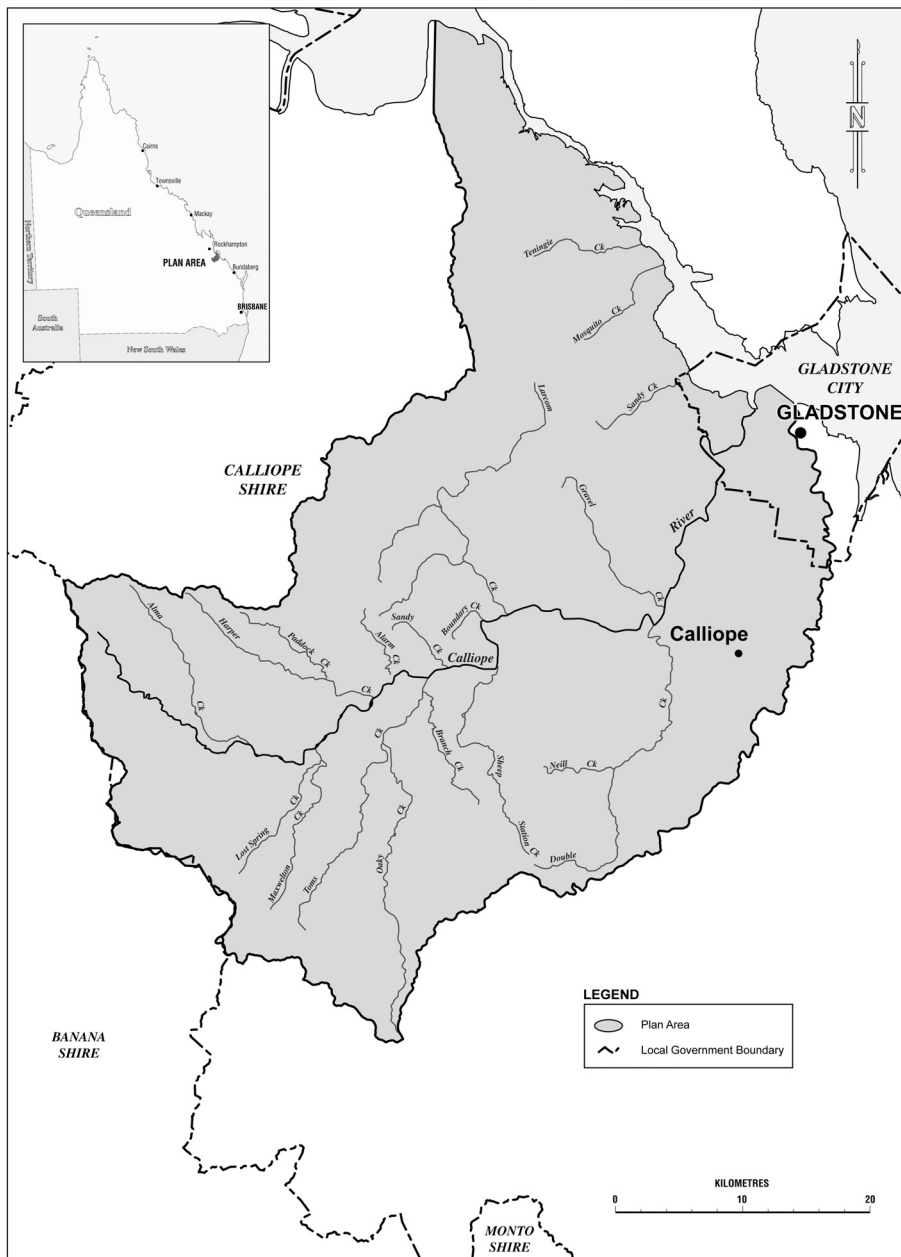 Cairns
Townsville
Queensland
Mackay
Rockhampton
PLAN AREA
Bundaberg
BRISBANE
Northern Territory
South
Australia
New South Wales
N
Teningie Ck
Mosquito Ck
GLADSTONE
CITY
GLADSTONE
Larcom
Sandy Ck
CALLIOPE
SHIRE
Gravel
River
Ck
Ck
Alma
Harper
Paddock
Ck
Ck
Ck
Alarm
Ck
Sandy
Ck
Boundary Ck
Calliope
Calliope
Ck
Ck
Branch
Ck
Sheep
Station Ck
Neill Ck
Double
Lost Spring
Ck
Maxwelton
Ck
Toms
Oaky
Ck
LEGEND
Plan Area
Local Government Boundary
BANANA
SHIRE
KILOMETRES
0 10 20
MONTO
SHIRE